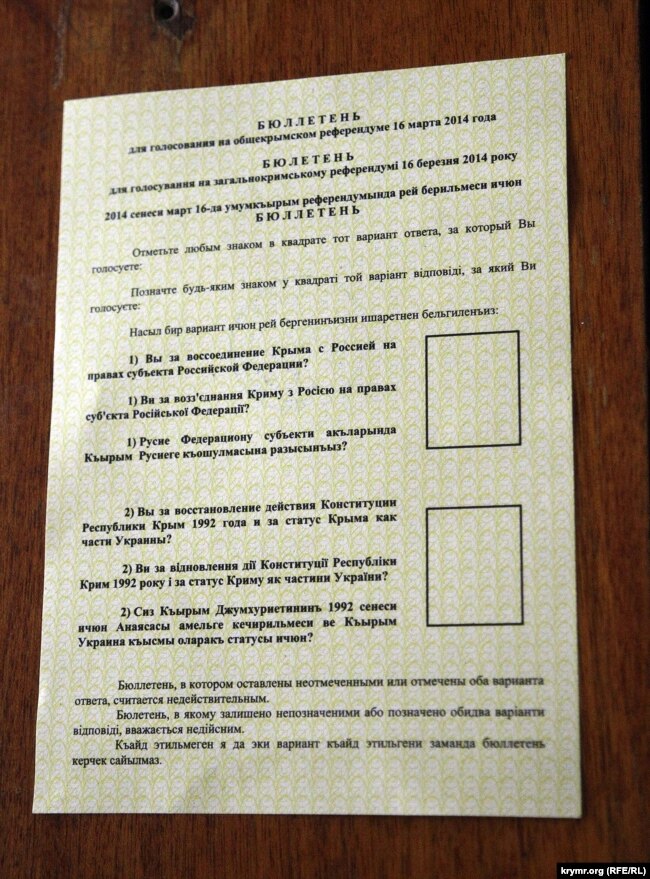 БЮЛЛЕТЕНЬ
для голосования на общекрымском референдуме 16 марта 2014 года
БЮЛЕТЕНЬ
для голусування на загальнокримському референдумі 16 березня 2014 року
2014 сенеси март 16-да умумкъырым референдумында рей берильмеси ичюн
БЮЛЛЕТЕНЬ
Отметьте любым знаком в квадрате тот вариант ответа, за который Вы
голосуете:
Позначте будь-яким знаком у квадраті той варіант відповіді, за який Ви
голосуєте:
Насыл бир вариант ичюн рей бергенинъизни ишаретнен бельгиленъиз:
1) Вы за воссоединение Крыма с Россией на
правах субъекта Российской Федерации?
1) Ви за возз'єднання Криму з Росією на правах
суб'єкта Російської Федерації?
1) Русие Федерациону субъекти акъларында
Къырым Руснеге къошулмасына разысынъыз?
2) Вы за восстановление действия Конституции
Республики Крым 1992 года и за статус Крыма как
части Украины?
2) Ви за відновлення дії Конституції Республіки
Крим 1992 року і за статус Криму як частини України?
2) Сиз Къырым Джумхуриетининъ 1992 сенеси
ичюн Анаясасы амельге кечирильмеси ве Къырым
Украина къысмы оларакъ статусы ичюн?
Бюллетень, в котором оставлены неотмеченными или отмечены оба варианта
ответа, считается недействительным.
Бюлетень, в якому залишено непозначеними або позначено обидва варіанти
відповіді, вважається недійсним.
Къайд этильмеген я да эки вариант къайд этильгени заманда бюллетень
керчек сайылмаз.
krymr.org (RFE/RL)